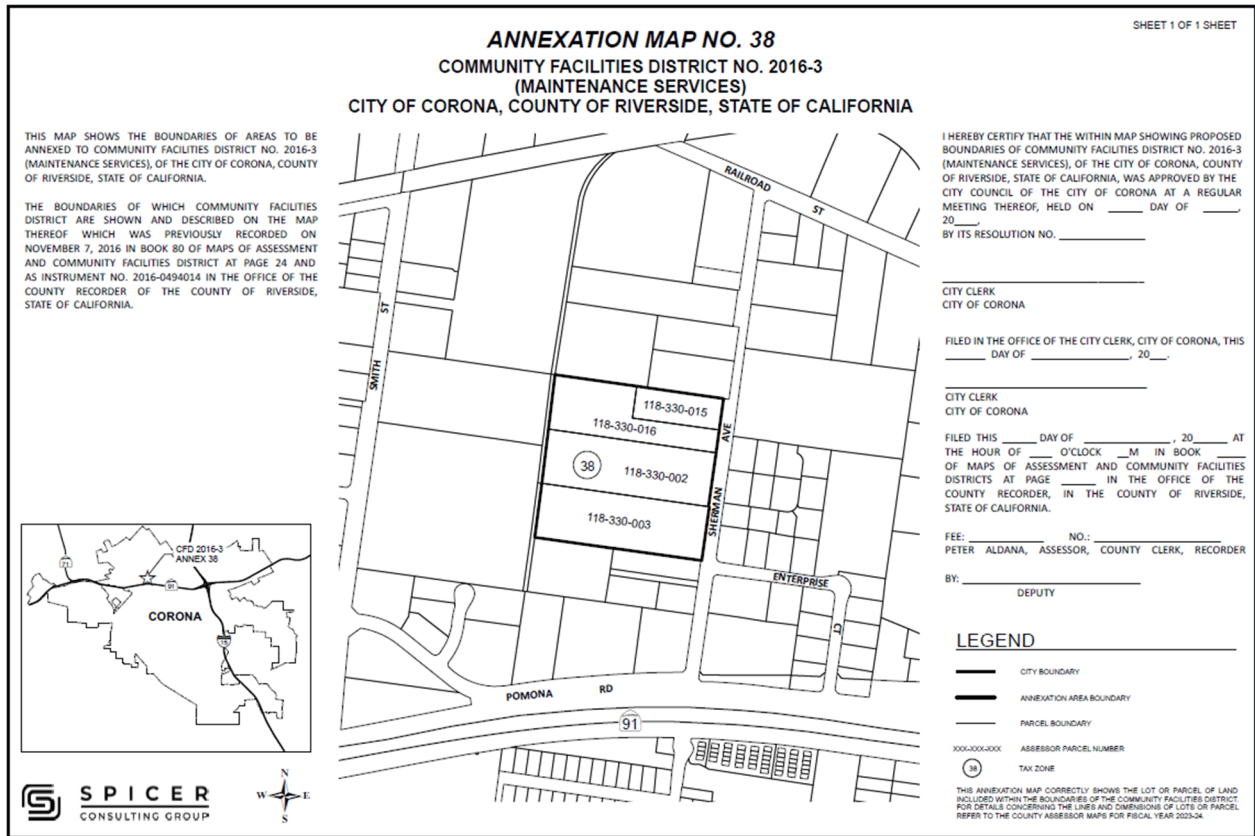 SHEET 1 OF 1 SHEET
ANNEXATION MAP NO. 38
COMMUNITY FACILITIES DISTRICT NO. 2016-3
(MAINTENANCE SERVICES)
CITY OF CORONA, COUNTY OF RIVERSIDE, STATE OF CALIFORNIA
THIS MAP SHOWS THE BOUNDARIES OF AREAS TO BE
ANNEXED TO COMMUNITY FACILITIES DISTRICT NO. 2016-3
(MAINTENANCE SERVICES), OF THE CITY OF CORONA, COUNTY
OF RIVERSIDE, STATE OF CALIFORNIA.
THE BOUNDARIES OF WHICH COMMUNITY FACILITIES
DISTRICT ARE SHOWN AND DESCRIBED ON THE MAP
THEREOF WHICH WAS PREVIOUSLY RECORDED ON
NOVEMBER 7, 2016 IN BOOK 80 OF MAPS OF ASSESSMENT
AND COMMUNITY FACILITIES DISTRICT AT PAGE 24 AND
AS INSTRUMENT NO. 2016-0494014 IN THE OFFICE OF THE
COUNTY RECORDER OF THE COUNTY OF RIVERSIDE,
STATE OF CALIFORNIA.
CFD 2016-3
ANNEX 38
71
91
CORONA
15
SPICER
CONSULTING GROUP
N
W E
S
RAILROAD
ST
SMITH
ST
118-330-015
118-330-016
38
118-330-002
118-330-003
SHERMAN
AVE
ENTERPRISE
CT
POMONA RD
91
I HEREBY CERTIFY THAT THE WITHIN MAP SHOWING PROPOSED
BOUNDARIES OF COMMUNITY FACILITIES DISTRICT NO. 2016-3
(MAINTENANCE SERVICES), OF THE CITY OF CORONA, COUNTY
OF RIVERSIDE, STATE OF CALIFORNIA, WAS APPROVED BY THE
CITY COUNCIL OF THE CITY OF CORONA AT A REGULAR
MEETING THEREOF, HELD ON _____ DAY OF _____,
20____,
BY ITS RESOLUTION NO. ______________
CITY CLERK
CITY OF CORONA
FILED IN THE OFFICE OF THE CITY CLERK, CITY OF CORONA, THIS
______ DAY OF ________________, 20___.
CITY CLERK
CITY OF CORONA
FILED THIS _____ DAY OF ______________, 20_____ AT
THE HOUR OF ____ O'CLOCK __M IN BOOK _____
OF MAPS OF ASSESSMENT AND COMMUNITY FACILITIES
DISTRICTS AT PAGE _____ IN THE OFFICE OF THE
COUNTY RECORDER, IN THE COUNTY OF RIVERSIDE,
STATE OF CALIFORNIA.
FEE: ____________ NO.: ____________________
PETER ALDANA, ASSESSOR, COUNTY CLERK, RECORDER
BY: _____________________________
DEPUTY
LEGEND
CITY BOUNDARY
ANNEXATION AREA BOUNDARY
PARCEL BOUNDARY
XXX-XXX-XXX ASSESSOR PARCEL NUMBER
38 TAX ZONE
THIS ANNEXATION MAP CORRECTLY SHOWS THE LOT OR PARCEL OF LAND
INCLUDED WITHIN THE BOUNDARIES OF THE COMMUNITY FACILITIES DISTRICT.
FOR DETAILS CONCERNING THE LINES AND DIMENSIONS OF LOTS OR PARCEL
REFER TO THE COUNTY ASSESSOR MAPS FOR FISCAL YEAR 2023-24.